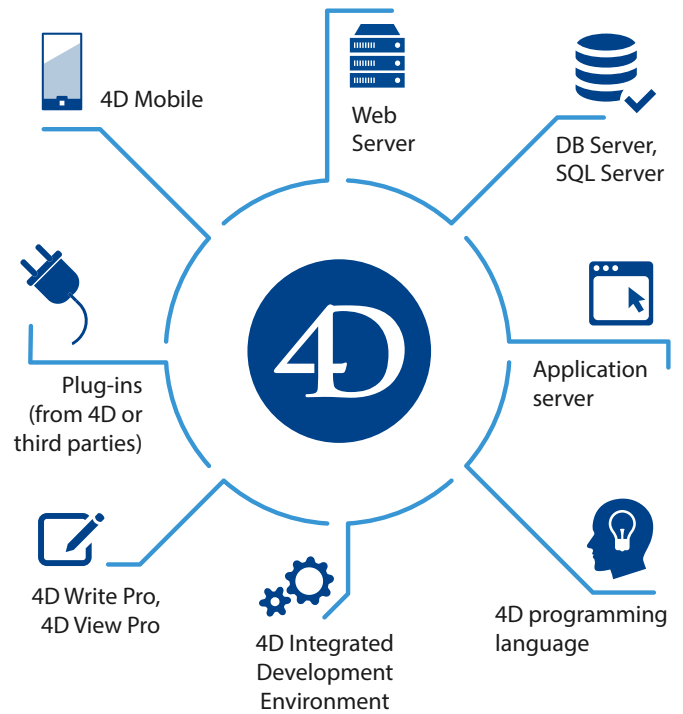 4D Mobile
Web
Server
DB Server,
SQL Server
4D
Application
server
Plug-ins
(from 4D or
third parties)
4D Write Pro,
4D View Pro
4D Integrated
Development
Environment
4D programming
language